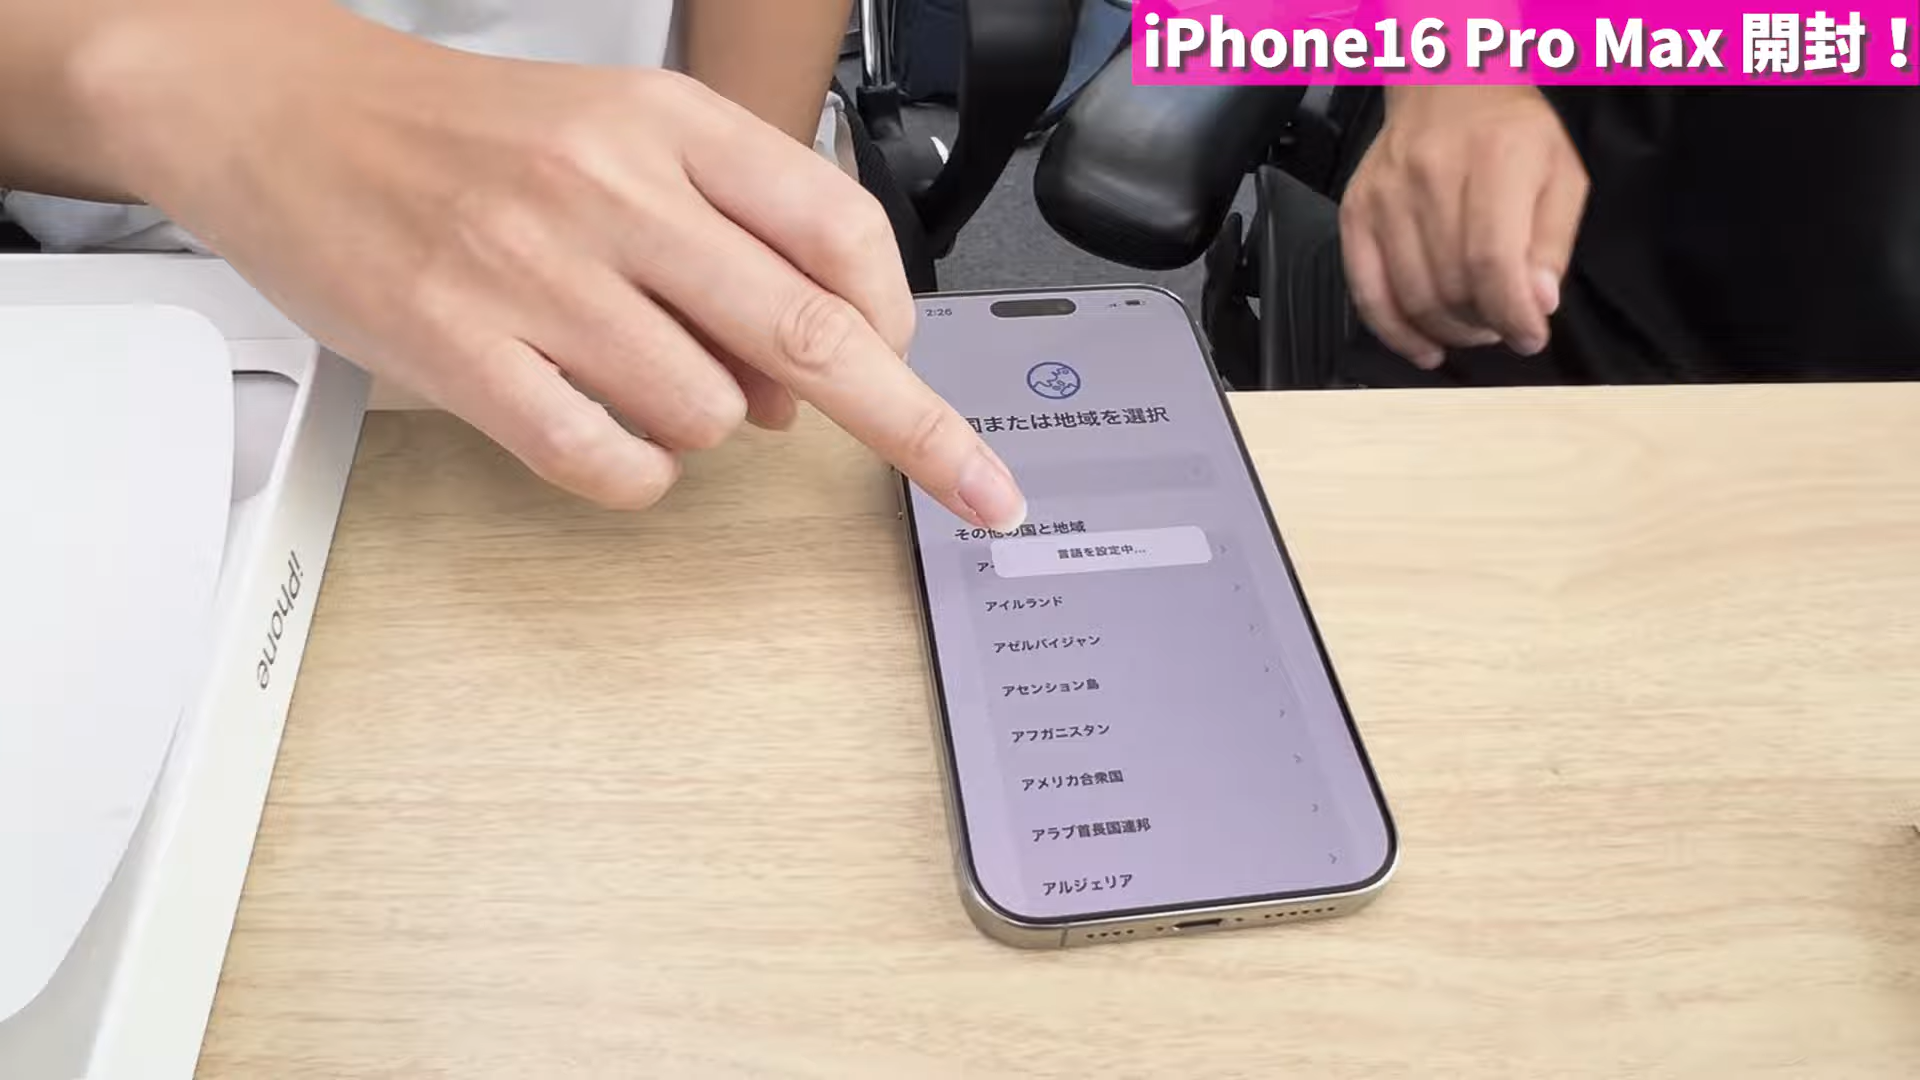 iPhone16 Pro Max 開封！
2:26
国または地域を選択
その他の国と地域
言語を設定中...
アイルランド
アゼルバイジャン
アセンション島
アフガニスタン
アメリカ合衆国
アラブ首長国連邦
アルジェリア
iPhone